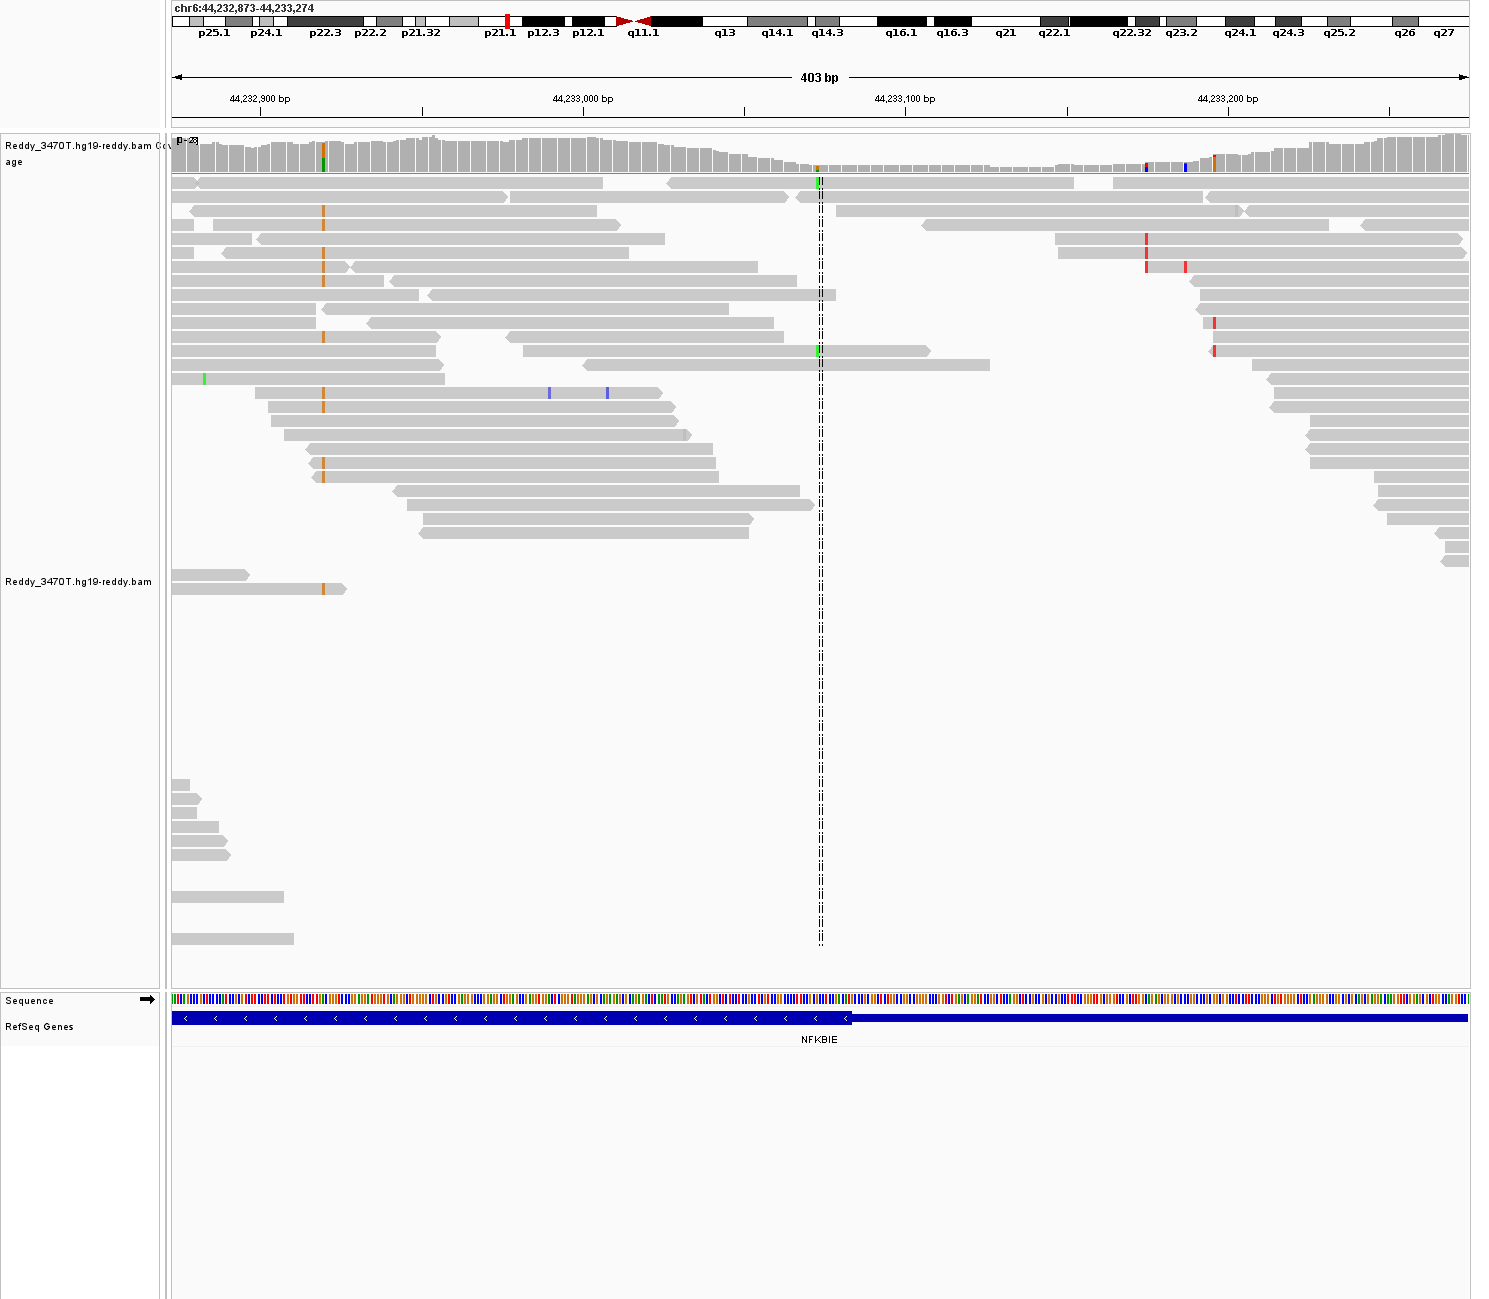 chr6:44,232,873-44,233,274
p25.1 p24.1 p22.3 p22.2 p21.32 p21.1 p12.3 p12.1 q11.1 q13 q14.1 q14.3 q16.1 q16.3 q21 q22.1 q22.32 q23.2 q24.1 q24.3 q25.2 q26 q27
403 bp
44,232,900 bp 44,233,000 bp 44,233,100 bp 44,233,200 bp
Reddy_3470T.hg19-reddy.bam Cov
age
Reddy_3470T.hg19-reddy.bam
Sequence
RefSeq Genes
NFKBIE